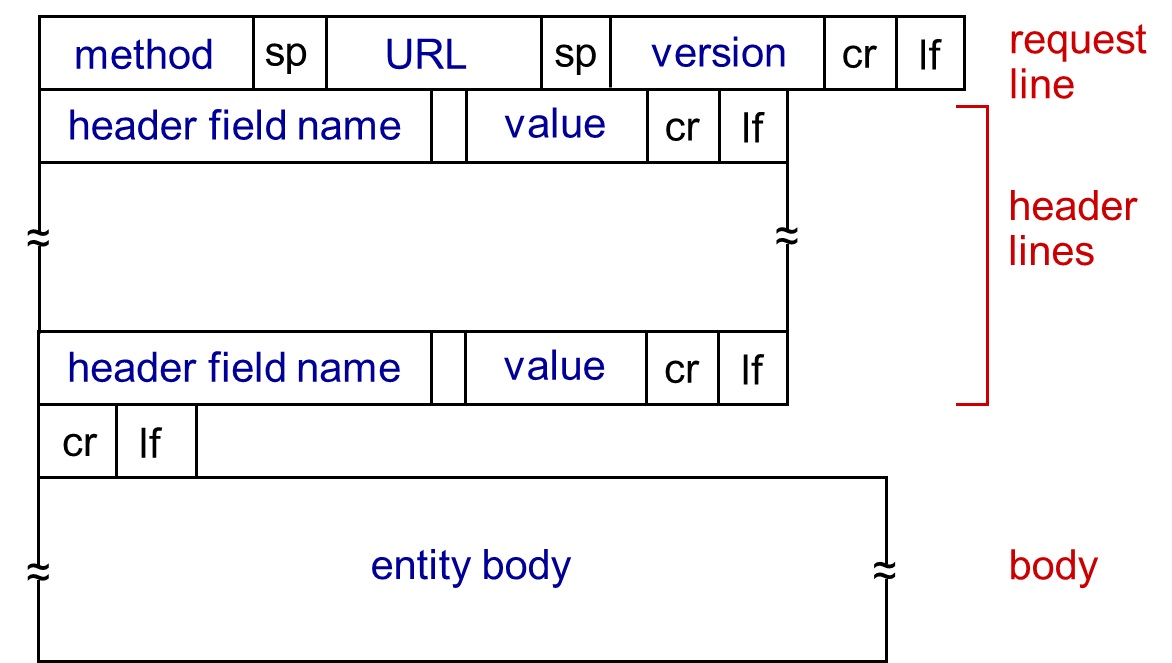 method sp URL sp version cr lf
request
line
header field name value cr lf
header
lines
header field name value cr lf
cr lf
entity body
body